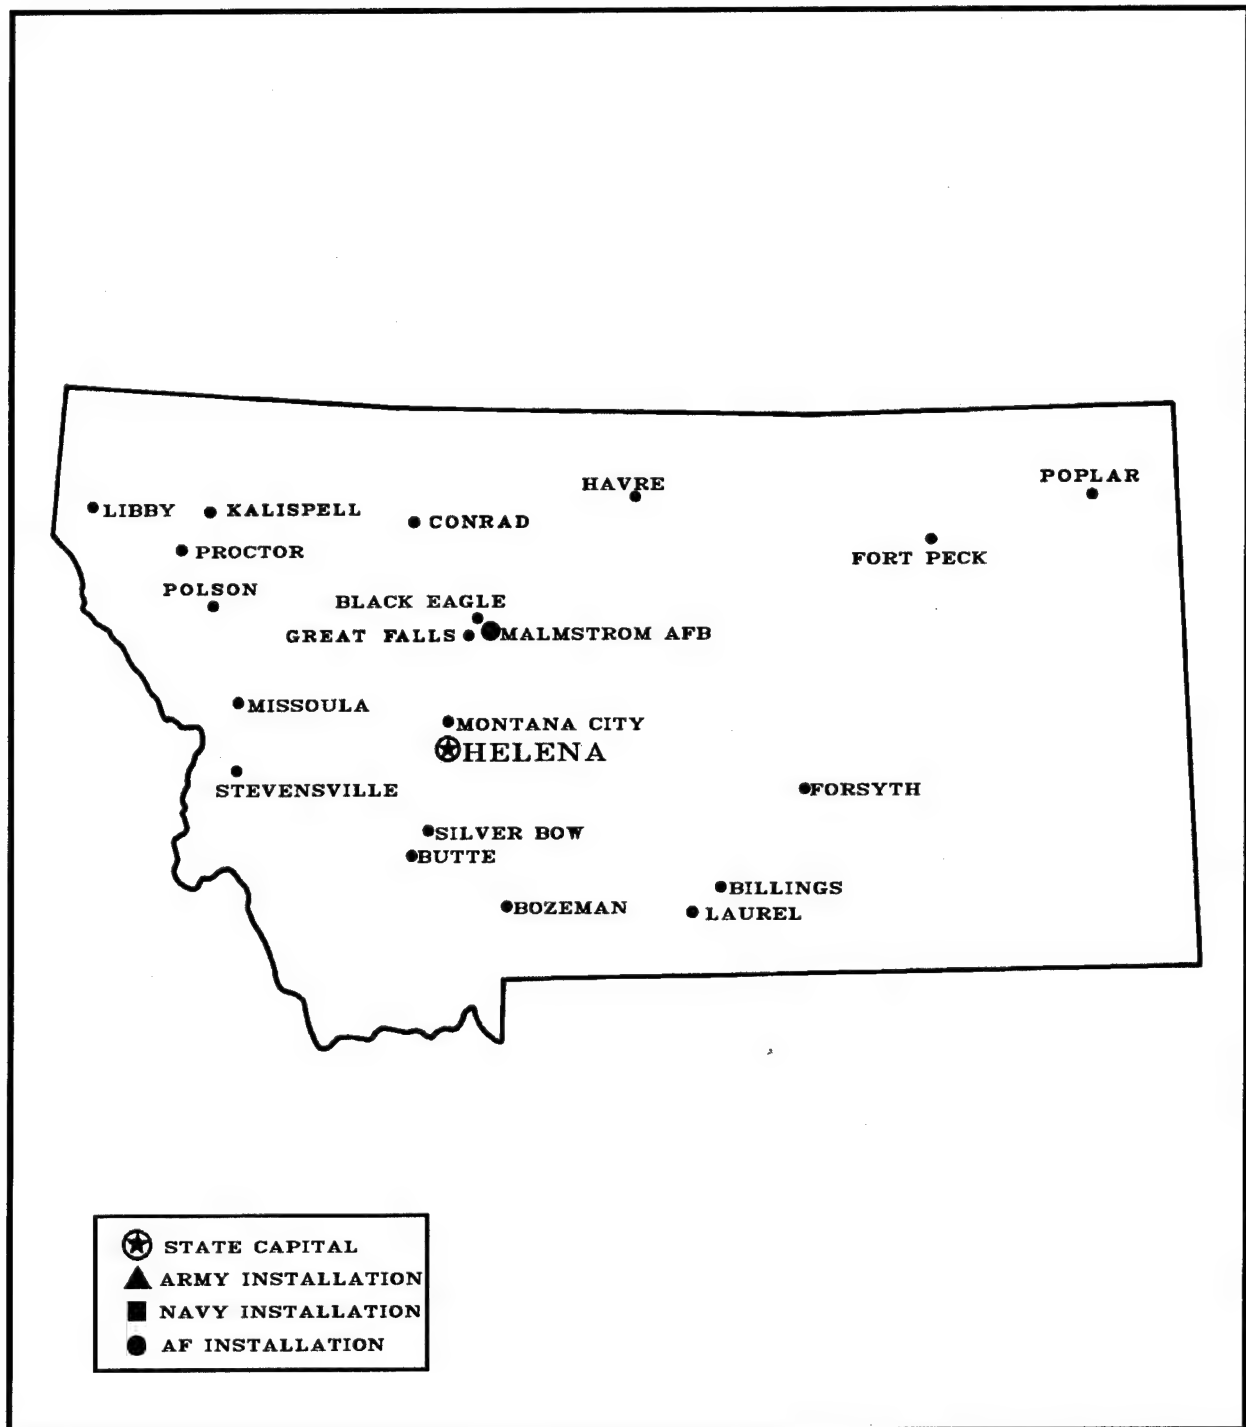 HAVRE
POPLAR
LIBBY
KALISPELL
CONRAD
PROCTOR
FORT PECK
POLSON
BLACK EAGLE
GREAT FALLS
MALMSTROM AFB
MISSOULA
MONTANA CITY
HELENA
STEVENSVILLE
FORSYTH
SILVER BOW
BUTTE
BILLINGS
BOZEMAN
LAUREL
STATE CAPITAL
ARMY INSTALLATION
NAVY INSTALLATION
AF INSTALLATION